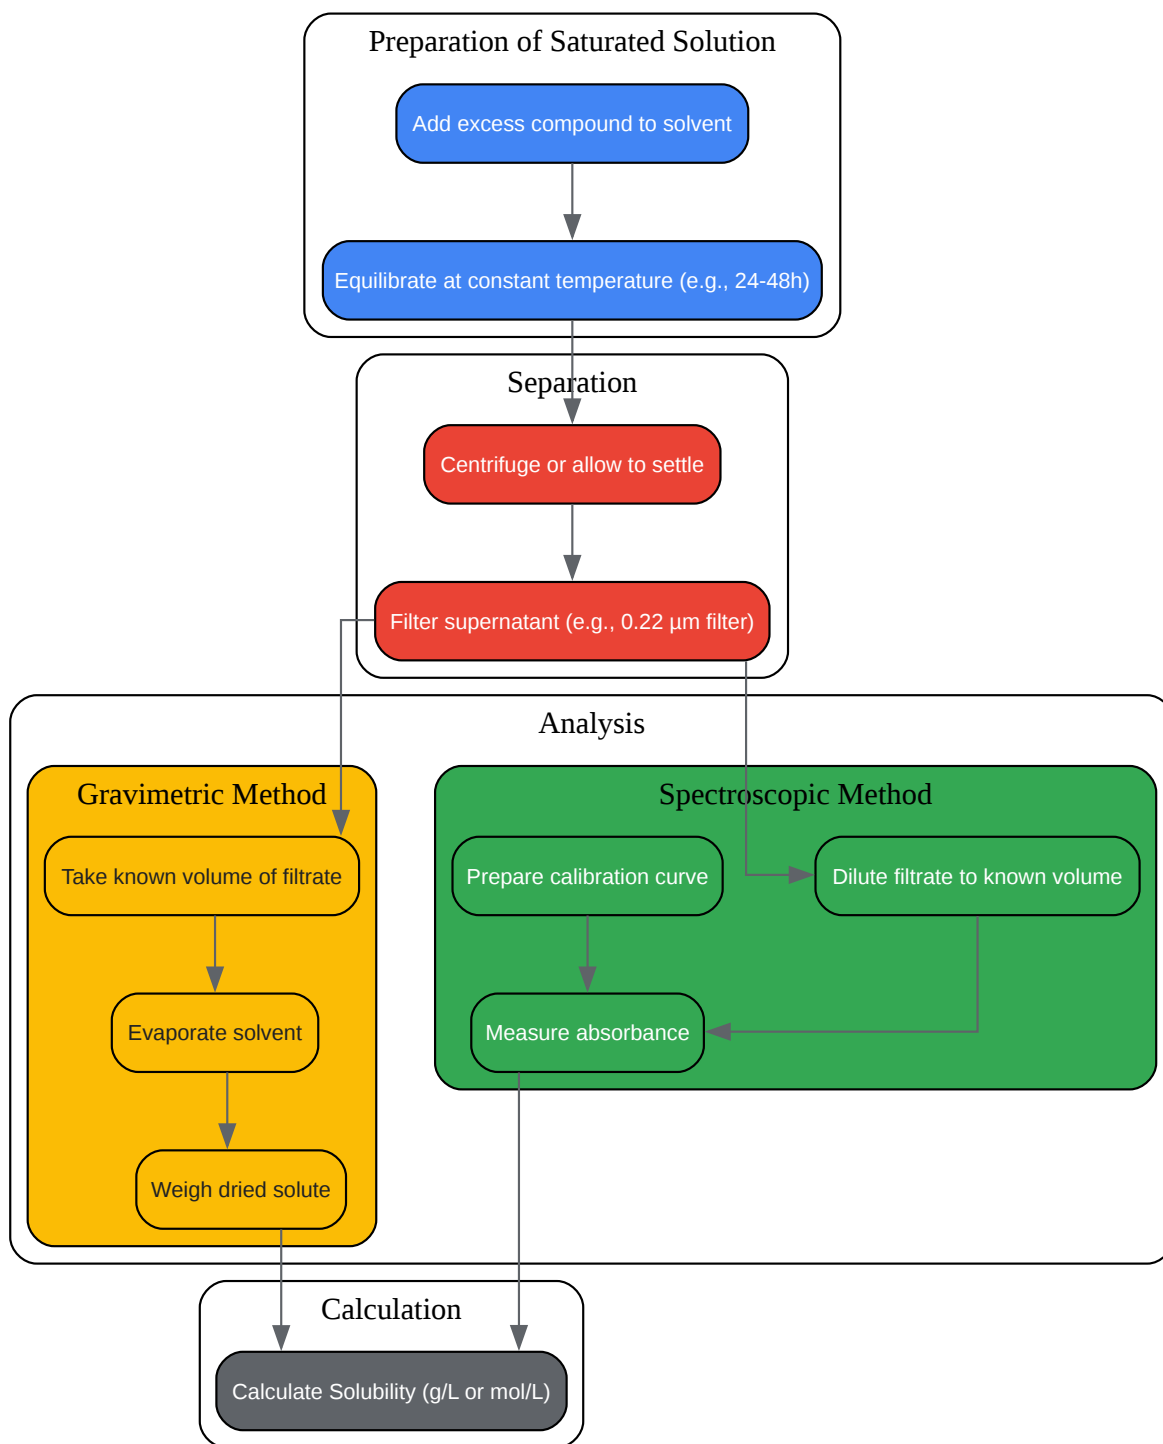 Preparation of Saturated Solution
Add excess compound to solvent
Equilibrate at constant temperature (e.g., 24-48h)
Separation
Centrifuge or allow to settle
Filter supernatant (e.g., 0.22 µm filter)
Analysis
Gravimetric Method
Take known volume of filtrate
Evaporate solvent
Weigh dried solute
Spectroscopic Method
Prepare calibration curve
Dilute filtrate to known volume
Measure absorbance
Calculation
Calculate Solubility (g/L or mol/L)